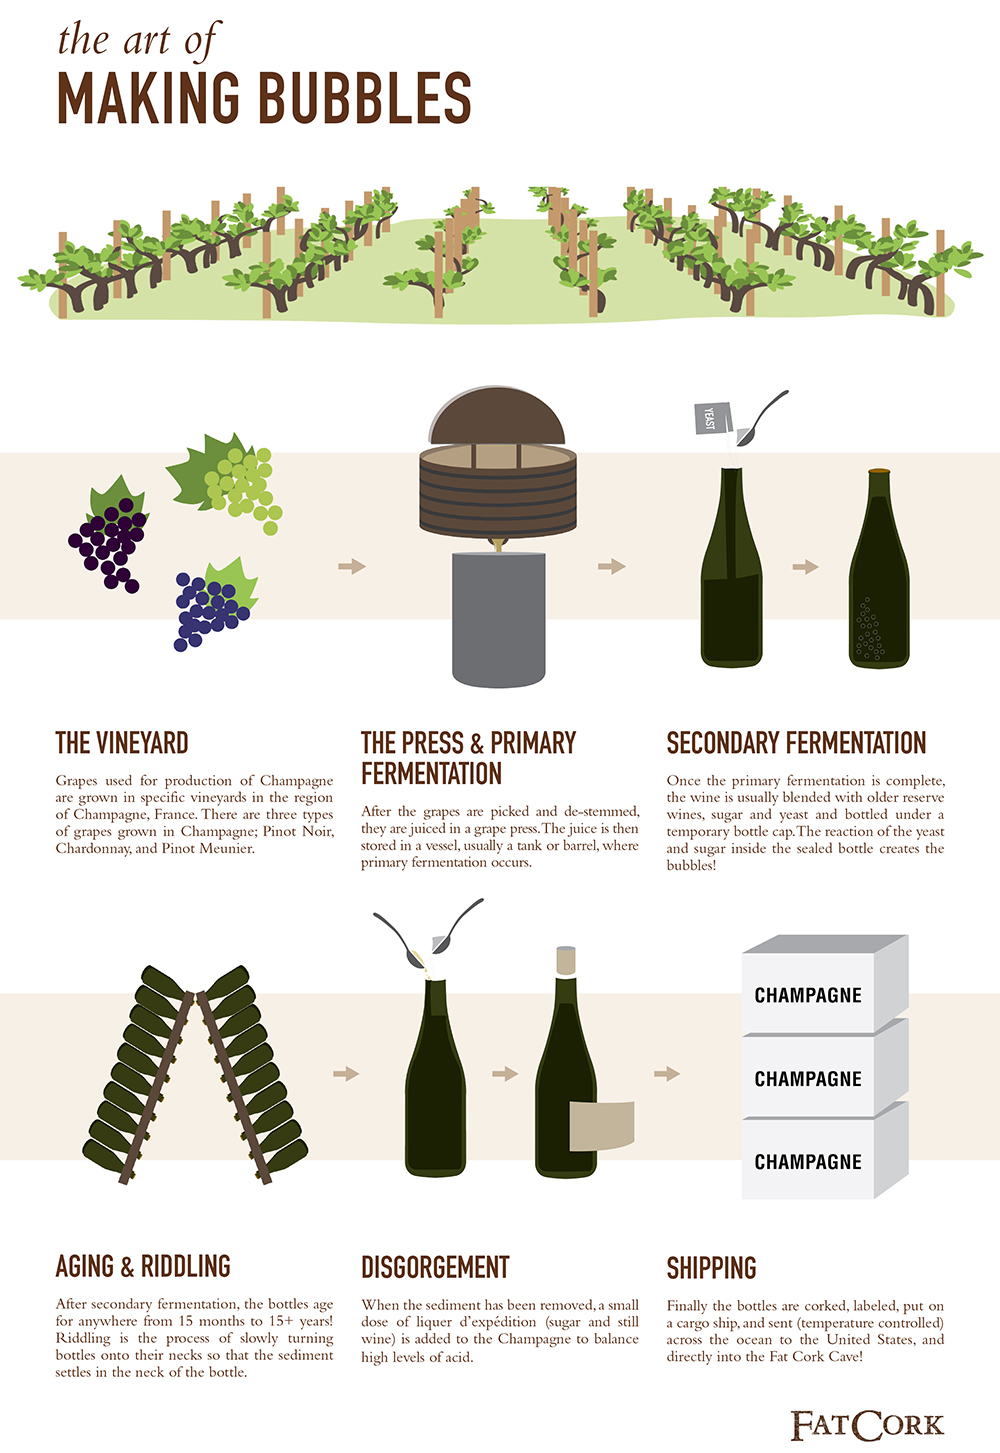 the art of
MAKING BUBBLES
YEAST
THE VINEYARD
Grapes used for production of Champagne
are grown in specific vineyards in the region
of Champagne, France. There are three types
of grapes grown in Champagne; Pinot Noir,
Chardonnay, and Pinot Meunier.
THE PRESS & PRIMARY
FERMENTATION
After the grapes are picked and de-stemmed,
they are juiced in a grape press. The juice is then
stored in a vessel, usually a tank or barrel, where
primary fermentation occurs.
SECONDARY FERMENTATION
Once the primary fermentation is complete,
the wine is usually blended with older reserve
wines, sugar and yeast and bottled under a
temporary bottle cap. The reaction of the yeast
and sugar inside the sealed bottle creates the
bubbles!
CHAMPAGNE
CHAMPAGNE
CHAMPAGNE
AGING & RIDDLING
After secondary fermentation, the bottles age
for anywhere from 15 months to 15+ years!
Riddling is the process of slowly turning
bottles onto their necks so that the sediment
settles in the neck of the bottle.
DISGORGEMENT
When the sediment has been removed, a small
dose of liquer d'expédition (sugar and still
wine) is added to the Champagne to balance
high levels of acid.
SHIPPING
Finally the bottles are corked, labeled, put on
a cargo ship, and sent (temperature controlled)
across the ocean to the United States, and
directly into the Fat Cork Cave!
FATCORK